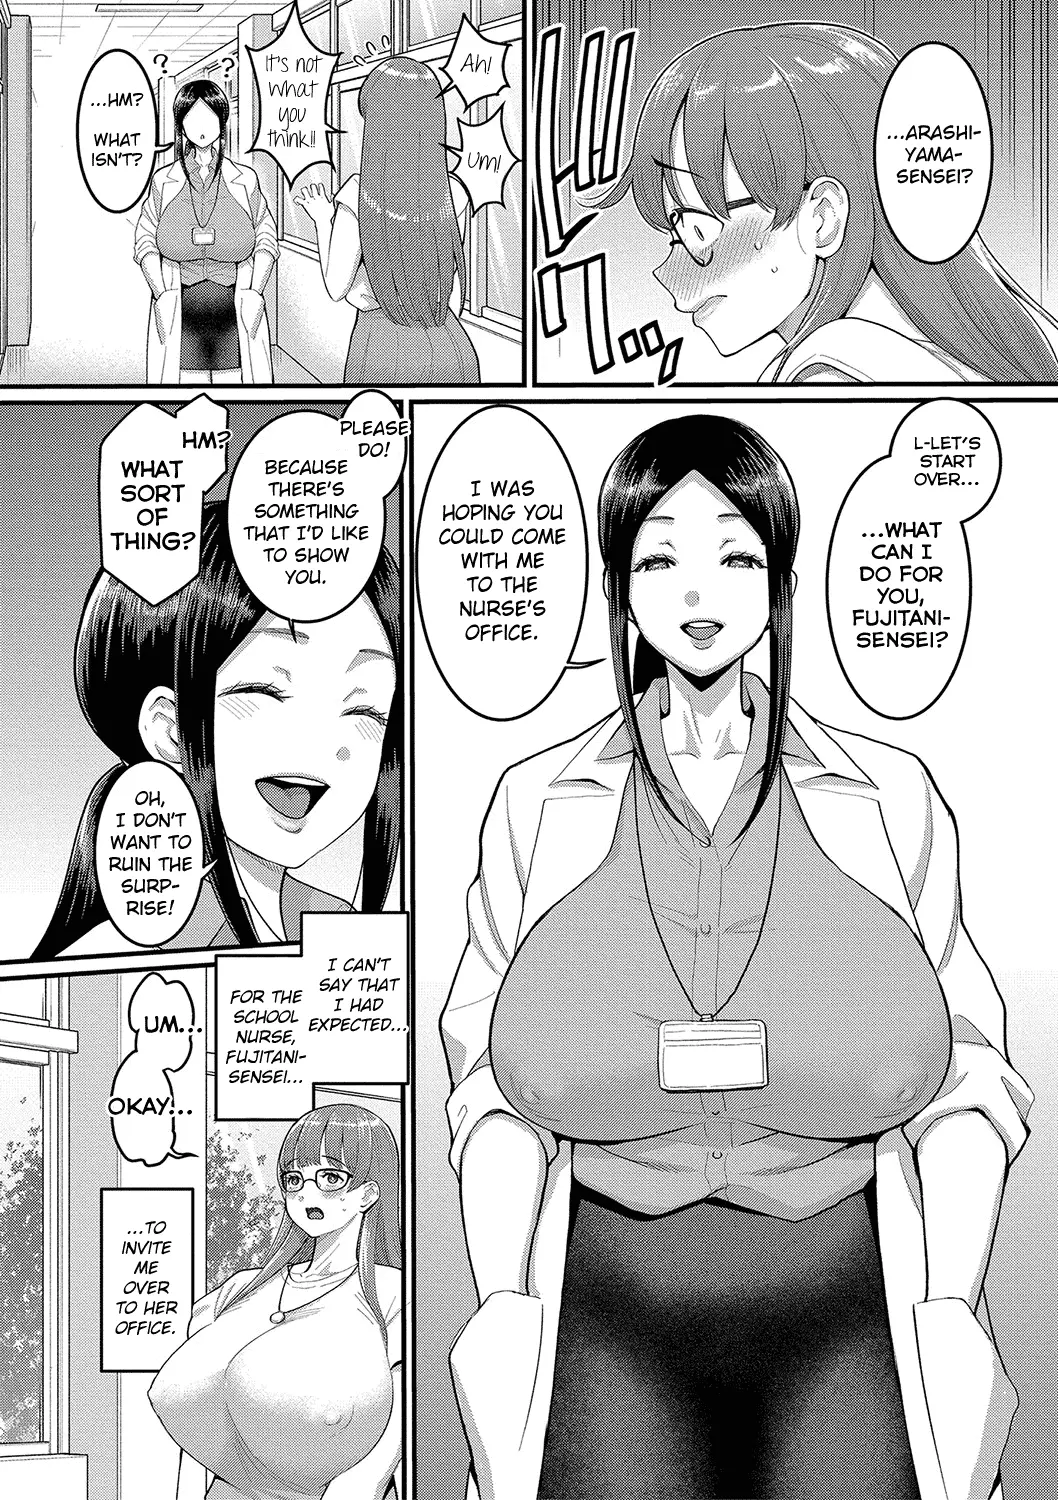 ...ARASHI-
YAMA-
SENSEI?
Ah!
Um!
It's not
what
you
think!!
?
?
...HM?
WHAT
ISN'T?
L-LET'S
START
OVER...
...WHAT
CAN I
DO FOR
YOU,
FUJITANI-
SENSEI?
I WAS
HOPING YOU
COULD COME
WITH ME
TO THE
NURSE'S
OFFICE.
PLEASE
DO!
BECAUSE
THERE'S
SOMETHING
THAT I'D LIKE
TO SHOW
YOU.
HM?
WHAT
SORT
OF
THING?
OH,
I DON'T
WANT TO
RUIN THE
SURP-
RISE!
I CAN'T
SAY THAT
I HAD
EXPECTED...
FOR THE
SCHOOL
NURSE,
FUJITANI-
SENSEI...
UM...
OKAY...
...TO
INVITE
ME
OVER
TO HER
OFFICE.